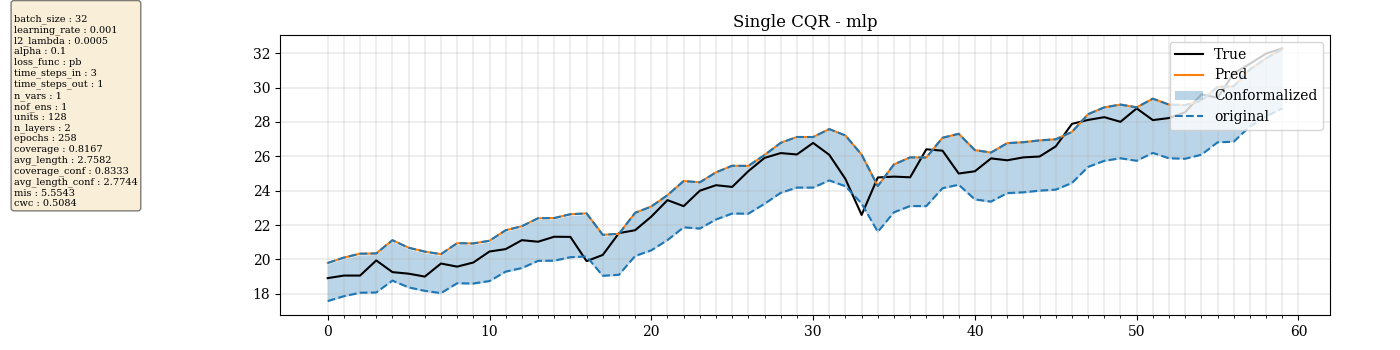 batch_size : 32
learning_rate : 0.001
l2_lambda : 0.0005
alpha : 0.1
loss_func : pb
time_steps_in : 3
time_steps_out : 1
n_vars : 1
nof_ens : 1
units : 128
n_layers : 2
epochs : 258
coverage : 0.8167
avg_length : 2.7582
coverage_conf : 0.8333
avg_length_conf : 2.7744
mis : 5.5543
cwc : 0.5084
Single CQR - mlp
32
30
28
26
24
22
20
18
0 10 20 30 40 50 60
True
Pred
Conformalized
original